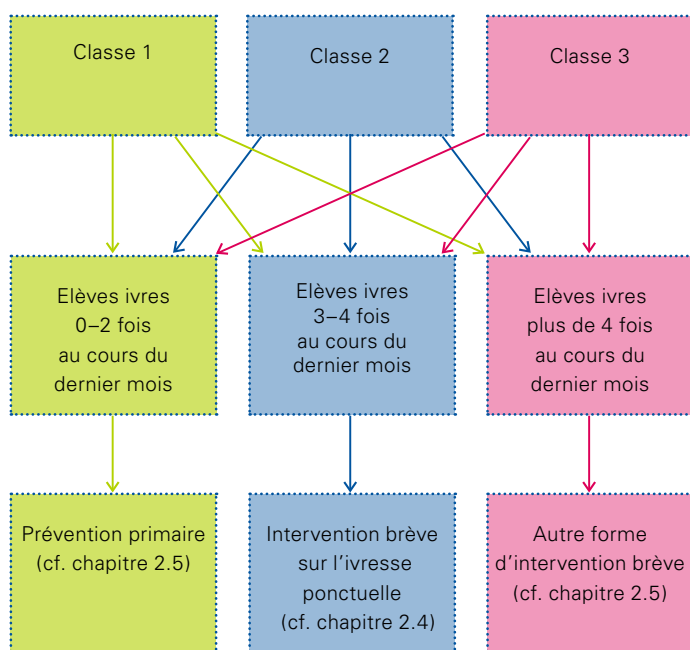 Classe 1
Classe 2
Classe 3
Elèves ivres
0–2 fois
au cours du
dernier mois
Elèves ivres
3–4 fois
au cours du
dernier mois
Elèves ivres
plus de 4 fois
au cours du
dernier mois
Prévention primaire
(cf. chapitre 2.5)
Intervention brève
sur l'ivresse
ponctuelle
(cf. chapitre 2.4)
Autre forme
d'intervention brève
(cf. chapitre 2.5)